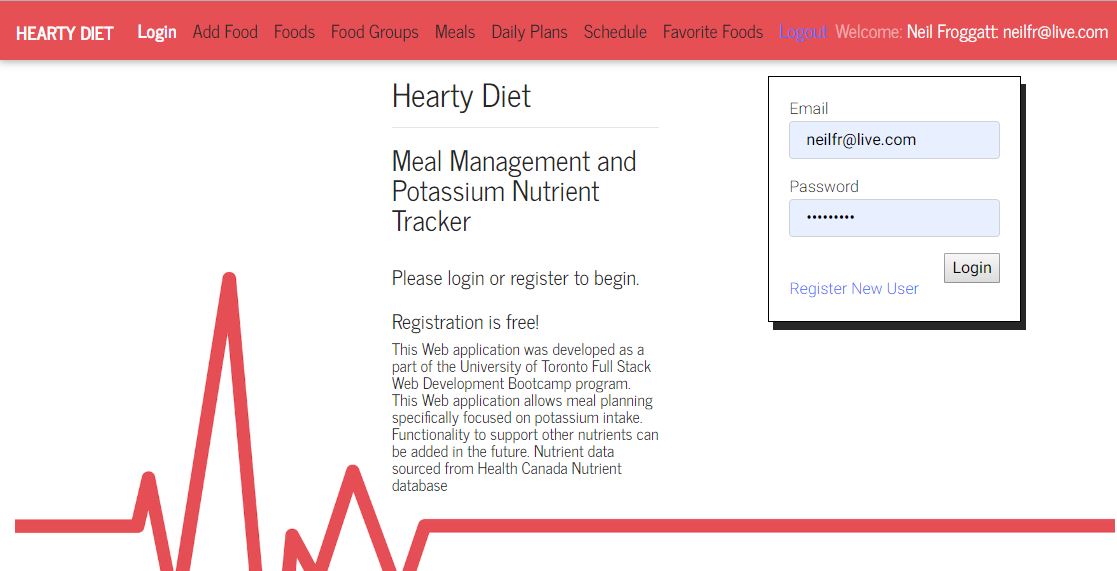 HEARTY DIET Login Add Food Foods Food Groups Meals Daily Plans Schedule Favorite Foods Logout Welcome: Neil Froggatt: neilfr@live.com
Hearty Diet
Meal Management and
Potassium Nutrient
Tracker
Please login or register to begin.
Registration is free!
This Web application was developed as a
part of the University of Toronto Full Stack
Web Development Bootcamp program.
This Web application allows meal planning
specifically focused on potassium intake.
Functionality to support other nutrients can
be added in the future. Nutrient data
sourced from Health Canada Nutrient
database
Email
neilfr@live.com
Password
•••••••••
Login
Register New User